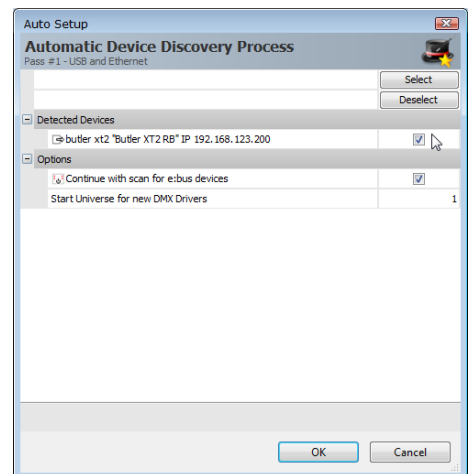 Auto Setup
Automatic Device Discovery Process
Pass #1 - USB and Ethernet
Select
Deselect
Detected Devices
butler xt2 "Butler XT2 RB" IP 192.168.123.200
Options
Continue with scan for e:bus devices
Start Universe for new DMX Drivers 1
OK Cancel